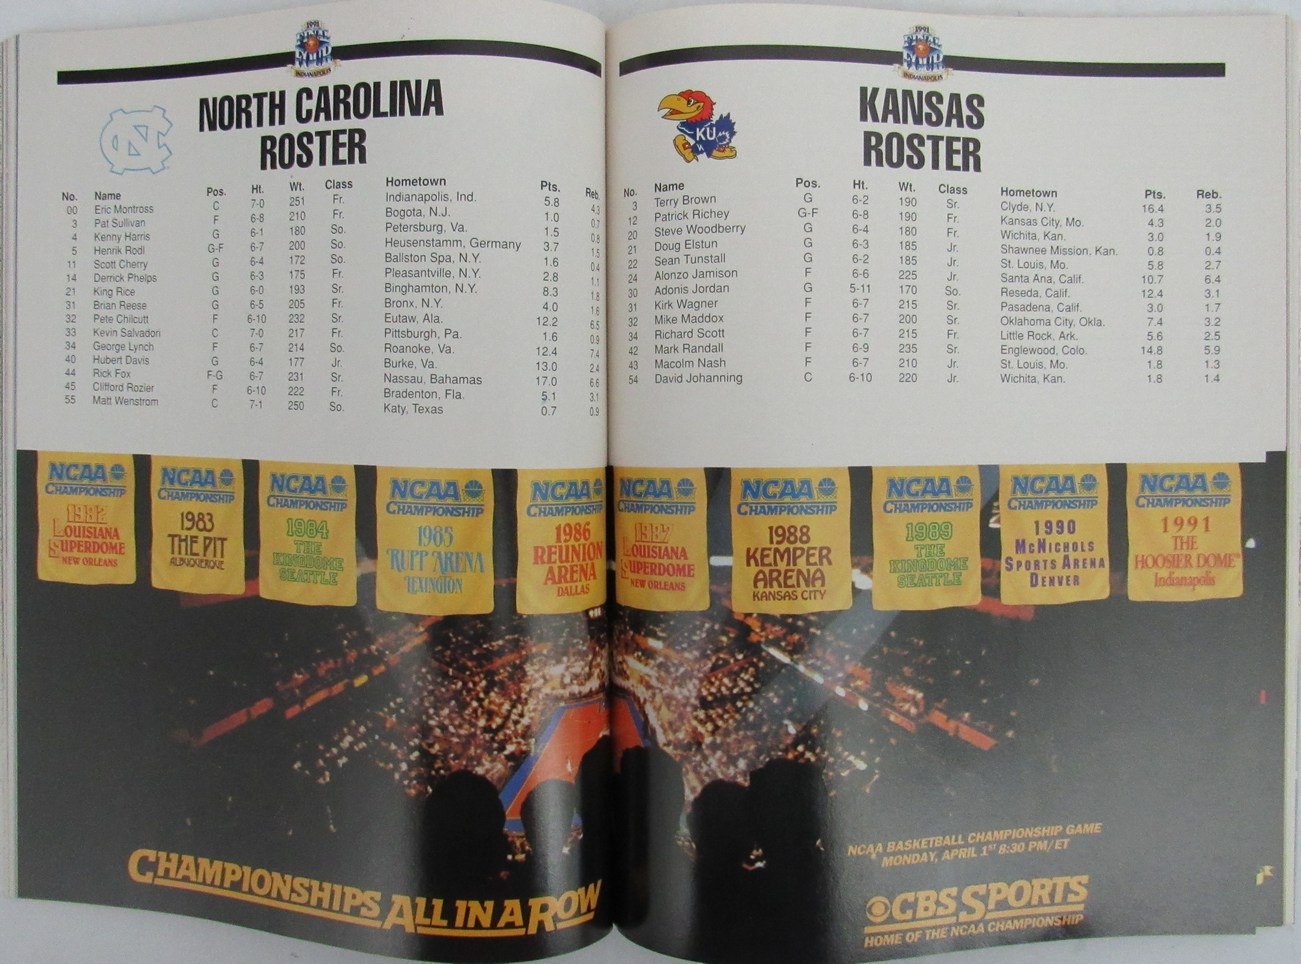 1991
FINAL FOUR
INDIANAPOLIS
NC
NORTH CAROLINA
ROSTER
No. Name Pos. Ht. Wt. Class Hometown Pts. Reb.
00 Eric Montross C 7-0 251 Fr. Indianapolis, Ind. 5.8 4.3
3 Pat Sullivan F 6-8 210 Fr. Bogota, N.J. 1.0 0.7
4 Kenny Harris G 6-1 180 So. Petersburg, Va. 1.5 0.8
5 Henrik Rodl G-F 6-7 200 So. Heusenstamm, Germany 3.7 1.5
11 Scott Cherry G 6-4 172 So. Ballston Spa, N.Y. 1.6 0.4
14 Derrick Phelps G 6-3 175 Fr. Pleasantville, N.Y. 2.8 1.1
21 King Rice G 6-0 193 Sr. Binghamton, N.Y. 8.3 1.8
31 Brian Reese G 6-5 205 Fr. Bronx, N.Y. 4.0 1.8
32 Pete Chilcutt F 6-10 232 Sr. Eutaw, Ala. 12.2 6.5
33 Kevin Salvadori C 7-0 217 Fr. Pittsburgh, Pa. 1.6 0.9
34 George Lynch F 6-7 214 So. Roanoke, Va. 12.4 7.4
40 Hubert Davis G 6-4 177 Jr. Burke, Va. 13.0 2.4
44 Rick Fox F-G 6-7 231 Sr. Nassau, Bahamas 17.0 6.6
45 Clifford Rozier F 6-10 222 Fr. Bradenton, Fla. 5.1 3.1
55 Matt Wenstrom C 7-1 250 So. Katy, Texas 0.7 0.9
1991
FINAL FOUR
INDIANAPOLIS
KU
KANSAS
ROSTER
No. Name Pos. Ht. Wt. Class Hometown Pts. Reb.
3 Terry Brown G 6-2 190 Sr. Clyde, N.Y. 16.4 3.5
12 Patrick Richey G-F 6-8 190 Fr. Kansas City, Mo. 4.3 2.0
20 Steve Woodberry G 6-4 180 Fr. Wichita, Kan. 3.0 1.9
21 Doug Elstun G 6-3 185 Jr. Shawnee Mission, Kan. 0.8 0.4
22 Sean Tunstall G 6-2 185 Jr. St. Louis, Mo. 5.8 2.7
24 Alonzo Jamison F 6-6 225 Jr. Santa Ana, Calif. 10.7 6.4
30 Adonis Jordan G 5-11 170 So. Reseda, Calif. 12.4 3.1
31 Kirk Wagner F 6-7 215 Sr. Pasadena, Calif. 3.0 1.7
32 Mike Maddox F 6-7 200 Sr. Oklahoma City, Okla. 7.4 3.2
34 Richard Scott F 6-7 215 Fr. Little Rock, Ark. 5.6 2.5
42 Mark Randall F 6-9 235 Sr. Englewood, Colo. 14.8 5.9
43 Macolm Nash F 6-7 210 Jr. St. Louis, Mo. 1.8 1.3
54 David Johanning C 6-10 220 Jr. Wichita, Kan. 1.8 1.4
NCAA
CHAMPIONSHIP
1982
LOUISIANA
SUPERDOME
NEW ORLEANS
NCAA
CHAMPIONSHIP
1983
THE PIT
ALBUQUERQUE
NCAA
CHAMPIONSHIP
1984
THE
KINGDOME
SEATTLE
NCAA
CHAMPIONSHIP
1985
RUPP ARENA
LEXINGTON
NCAA
CHAMPIONSHIP
1986
REUNION
ARENA
DALLAS
NCAA
CHAMPIONSHIP
1987
LOUISIANA
SUPERDOME
NEW ORLEANS
NCAA
CHAMPIONSHIP
1988
KEMPER
ARENA
KANSAS CITY
NCAA
CHAMPIONSHIP
1989
THE
KINGDOME
SEATTLE
NCAA
CHAMPIONSHIP
1990
MCNICHOLS
SPORTS ARENA
DENVER
NCAA
CHAMPIONSHIP
1991
THE
HOOSIER DOME
Indianapolis
CHAMPIONSHIPS ALL IN A ROW
NCAA BASKETBALL CHAMPIONSHIP GAME
MONDAY, APRIL 1ST 8:30 PM/ET
CBS SPORTS
HOME OF THE NCAA CHAMPIONSHIP